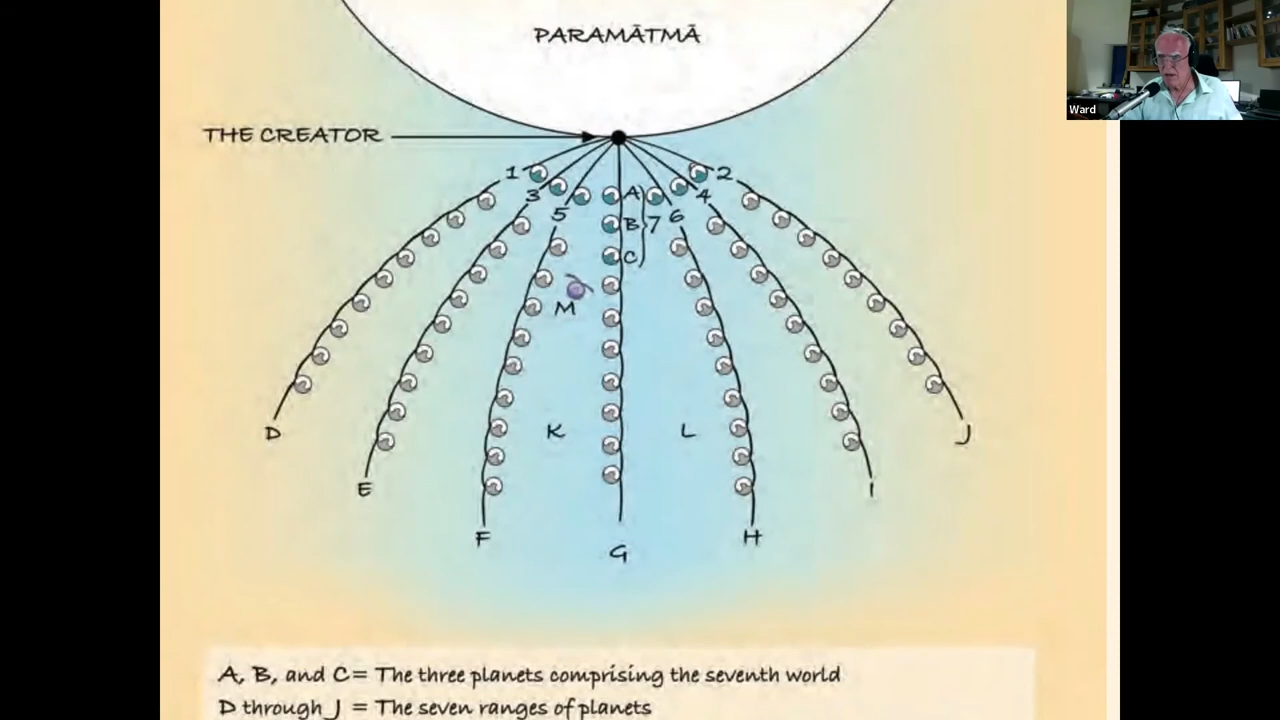 PARAMĀTMĀ
Ward
THE CREATOR
1 2
3 A 4
5 B 7 6
C
M
D K L J
E I
F H
G
A, B, and C = The three planets comprising the seventh world
D through J = The seven ranges of planets